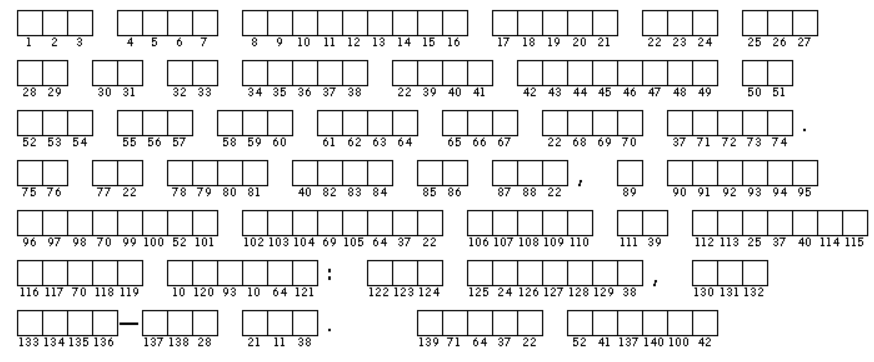 1 2 3 4 5 6 7 8 9 10 11 12 13 14 15 16 17 18 19 20 21 22 23 24 25 26 27
28 29 30 31 32 33 34 35 36 37 38 22 39 40 41 42 43 44 45 46 47 48 49 50 51
52 53 54 55 56 57 58 59 60 61 62 63 64 65 66 67 22 68 69 70 37 71 72 73 74 .
75 76 77 22 78 79 80 81 40 82 83 84 85 86 87 88 22 , 89 90 91 92 93 94 95
96 97 98 70 99 100 52 101 102 103 104 69 105 64 37 22 106 107 108 109 110 111 39 112 113 25 37 40 114 115
116 117 70 118 119 10 120 93 10 64 121 : 122 123 124 125 24 126 127 128 129 38 , 130 131 132
133 134 135 136 — 137 138 28 21 11 38 . 139 71 64 37 22 52 41 137 140 100 42